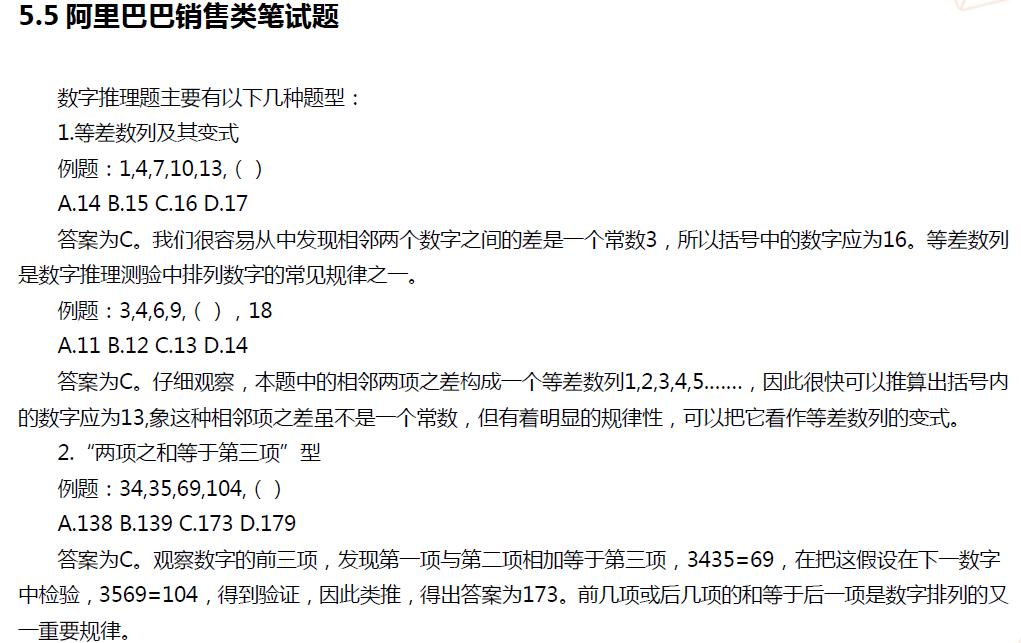 5.5 阿里巴巴销售类笔试题
数字推理题主要有以下几种题型：
1.等差数列及其变式
例题：1,4,7,10,13,（ ）
A.14 B.15 C.16 D.17
答案为C。我们很容易从中发现相邻两个数字之间的差是一个常数3，所以括号中的数字应为16。等差数列
是数字推理测验中排列数字的常见规律之一。
例题：3,4,6,9,（ ），18
A.11 B.12 C.13 D.14
答案为C。仔细观察，本题中的相邻两项之差构成一个等差数列1,2,3,4,5.……，因此很快可以推算出括号内
的数字应为13,象这种相邻项之差虽不是一个常数，但有着明显的规律性，可以把它看作等差数列的变式。
2.“两项之和等于第三项”型
例题：34,35,69,104,（ ）
A.138 B.139 C.173 D.179
答案为C。观察数字的前三项，发现第一项与第二项相加等于第三项，3435=69，在把这假设在下一数字
中检验，3569=104，得到验证，因此类推，得出答案为173。前几项或后几项的和等于后一项是数字排列的又
一重要规律。